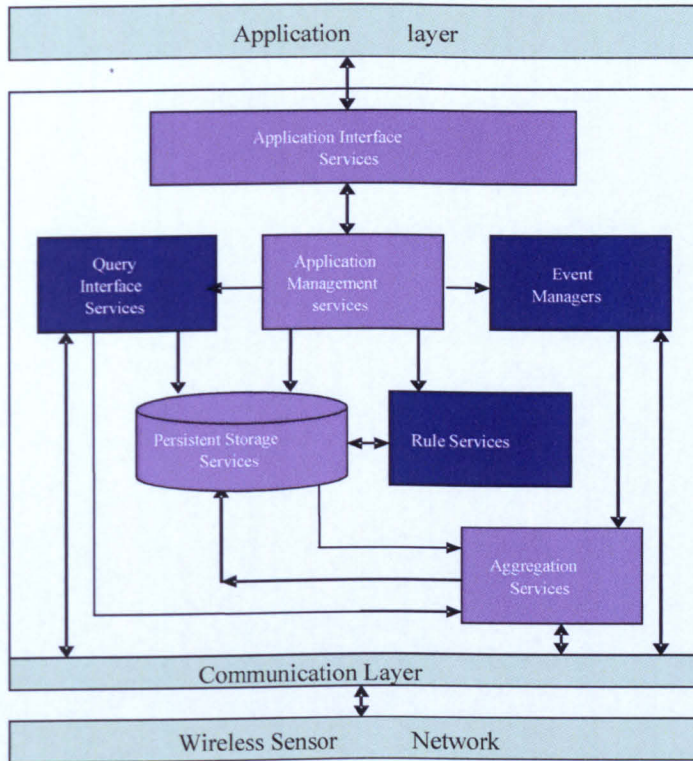 Application layer
Application Interface
Services
Query
Interface
Services
Application
Management
services
Event
Managers
Persistent Storage
Services
Rule Services
Aggregation
Services
Communication Layer
Wireless Sensor Network